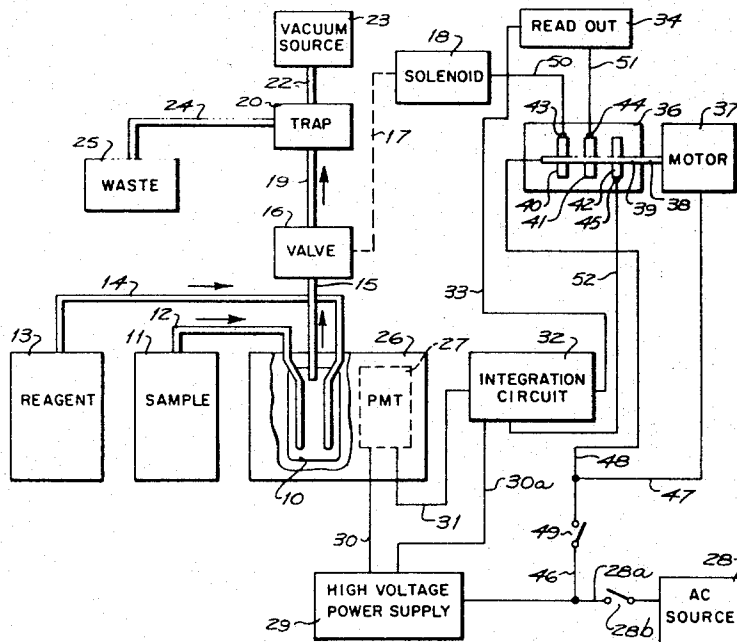 VACUUM
SOURCE
23
22
24
20
TRAP
25
WASTE
19
16
VALVE
17
18
SOLENOID
50
READ OUT
34
51
43
44
36
37
MOTOR
40
41
42
45
39
38
52
33
15
14
12
13
REAGENT
11
SAMPLE
26
27
PMT
10
32
INTEGRATION
CIRCUIT
30
31
30a
48
47
49
46
28a
28b
28
AC
SOURCE
29
HIGH VOLTAGE
POWER SUPPLY